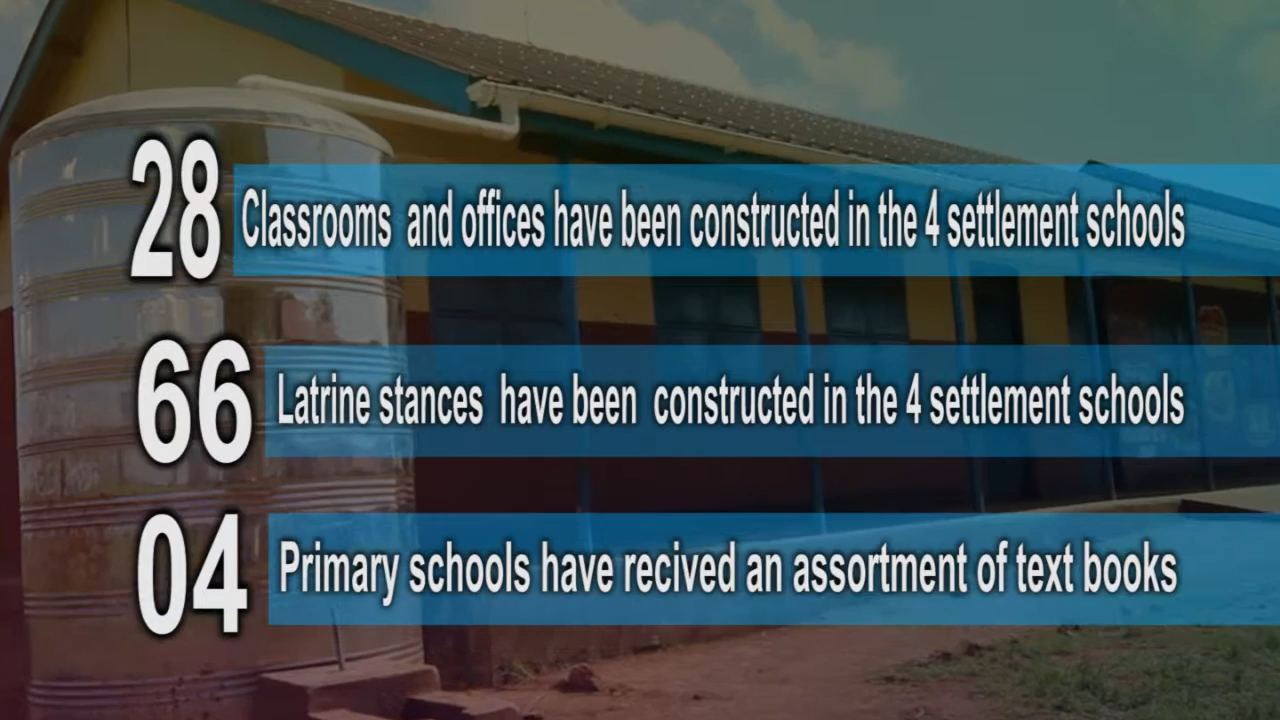 28 Classrooms and offices have been constructed in the 4 settlement schools
66 Latrine stances have been constructed in the 4 settlement schools
04 Primary schools have recived an assortment of text books